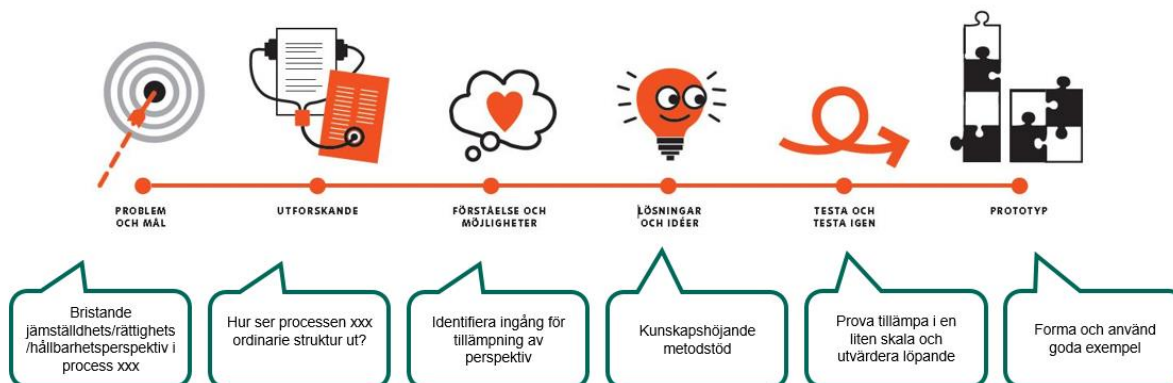 PROBLEM
OCH MÅL
UTFORSKANDE
FÖRSTÅELSE OCH
MÖJLIGHETER
LÖSNINGAR
OCH IDÉER
TESTA OCH
TESTA IGEN
PROTOTYP
Bristande
jämställdhets/rättighets
/hållbarhetsperspektiv i
process xxx
Hur ser processen xxx
ordinarie struktur ut?
Identifiera ingång för
tillämpning av
perspektiv
Kunskapshöjande
metodstöd
Prova tillämpa i en
liten skala och
utvärdera löpande
Forma och använd
goda exempel